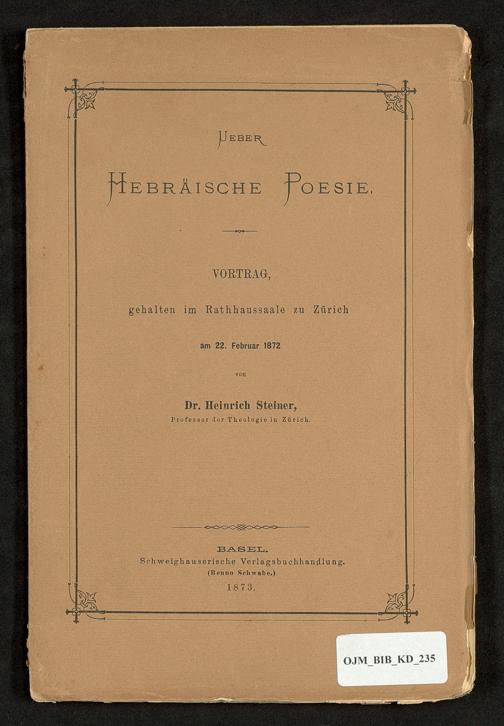 UEBER
HEBRÄISCHE POESIE.
VORTRAG,
gehalten im Rathhaussaale zu Zürich
am 22. Februar 1872
von
Dr. Heinrich Steiner,
Professor der Theologie in Zürich.
BASEL.
Schweighauserische Verlagsbuchhandlung.
(Benno Schwabe.)
1873.
OJM_BIB_KD_235